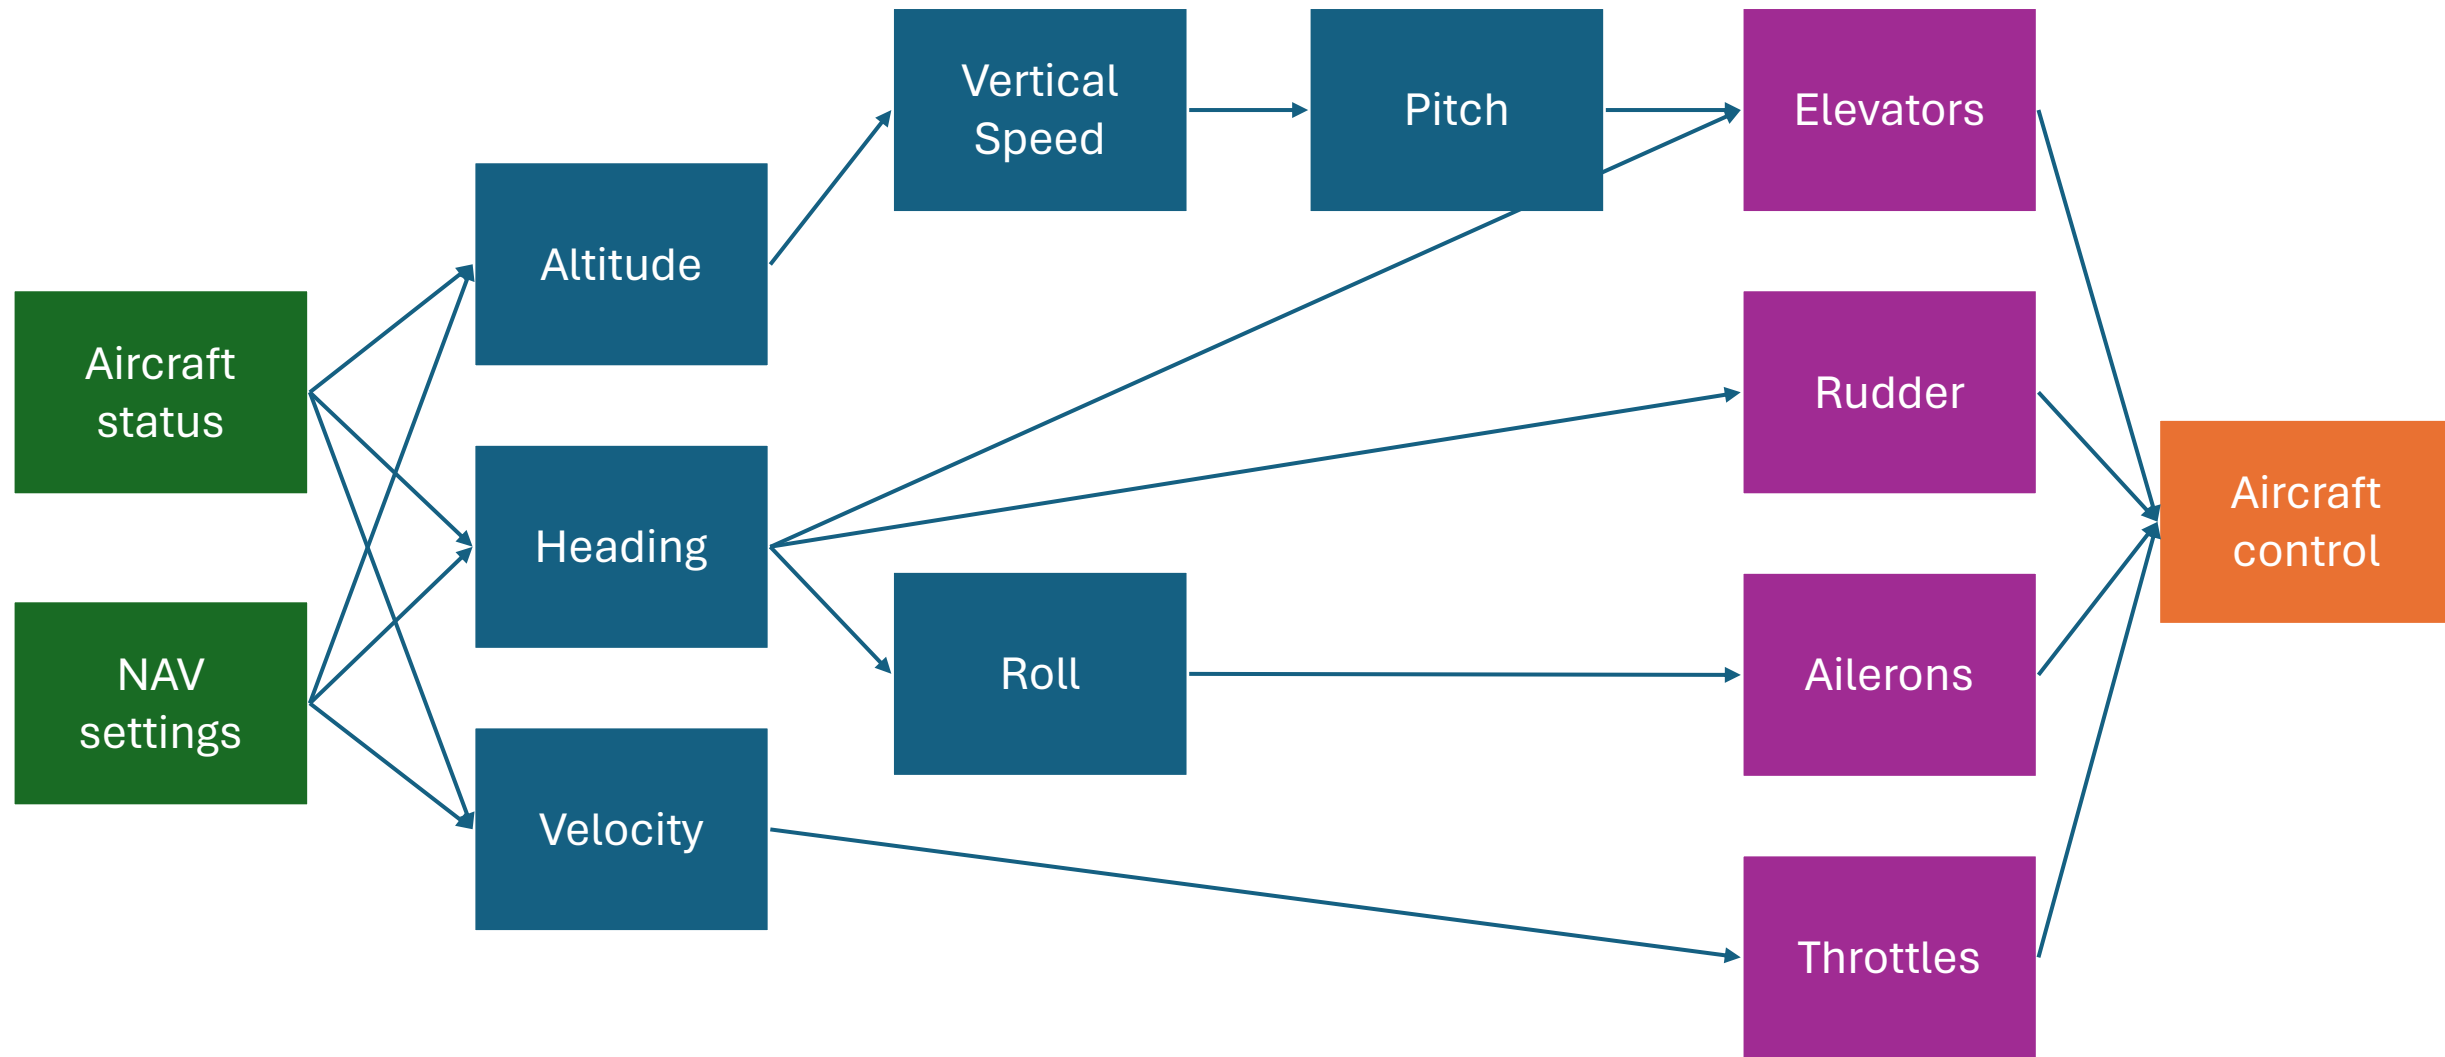 Vertical
Speed
Pitch
Elevators
Altitude
Aircraft
status
Rudder
Heading
Aircraft
control
NAV
settings
Roll
Ailerons
Velocity
Throttles